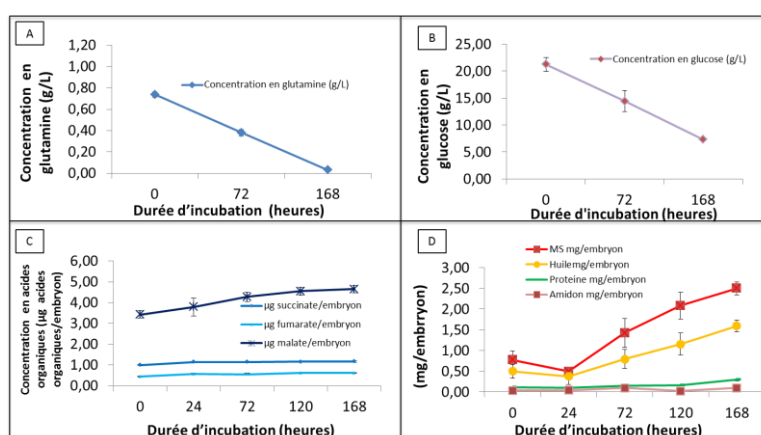 A
1,20
1,00
0,80
0,60
0,40
0,20
0,00
Concentration en
glutamine (g/L)
Concentration en glutamine (g/L)
0 72 168
Durée d'incubation (heures)
B
25,00
20,00
15,00
10,00
5,00
0,00
Concentration en
glucose (g/L)
Concentration en glucose (g/L)
0 72 168
Durée d'incubation (heures)
C
6,00
5,00
4,00
3,00
2,00
1,00
0,00
Concentration en acides
organiques (µg acides
organiques/embryon)
µg succinate/embryon
µg fumarate/embryon
µg malate/embryon
0 24 72 120 168
Durée d'incubation (heures)
D
MS mg/embryon
Huile mg/embryon
Proteine mg/embryon
Amidon mg/embryon
3,00
2,50
2,00
1,50
1,00
0,50
0,00
(mg/embrryon)
0 24 72 120 168
Durée d'incubation (heures)